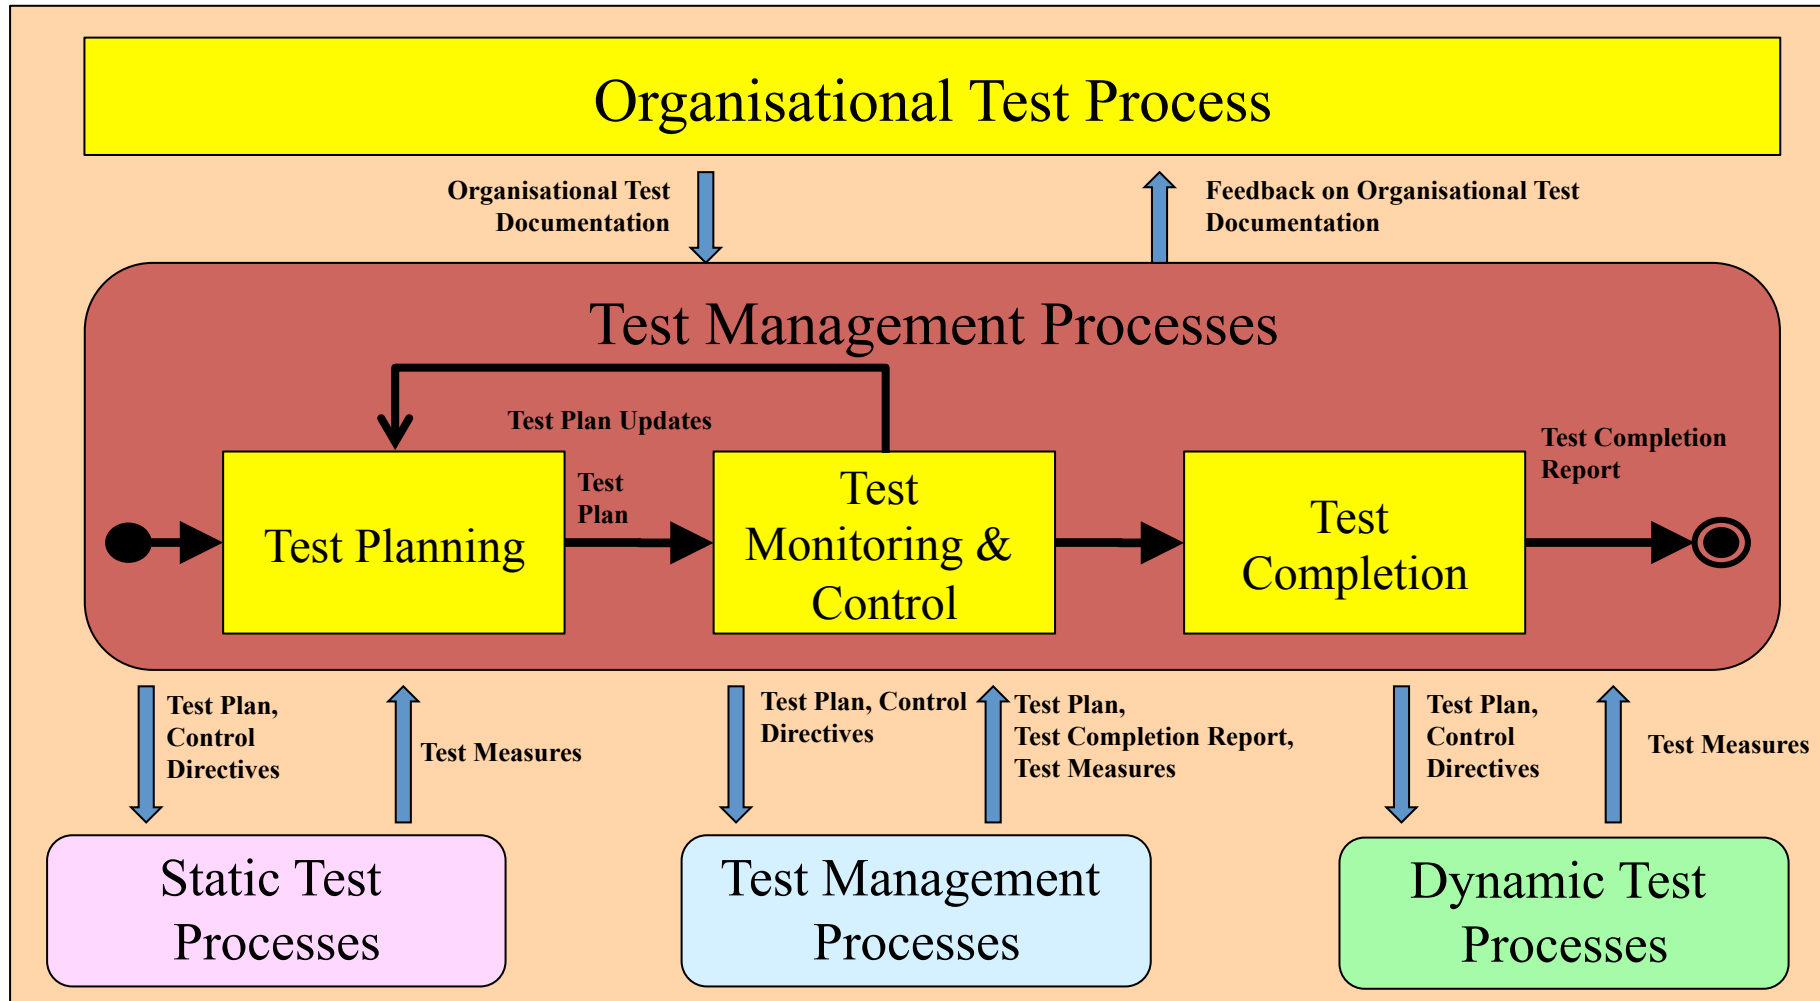 Organisational Test Process
Organisational Test
Documentation
Feedback on Organisational Test
Documentation
Test Management Processes
Test Plan Updates
Test Completion
Report
Test
Plan
Test Planning
Test
Monitoring &
Control
Test
Completion
Test Plan,
Control
Directives
Test Measures
Test Plan, Control
Directives
Test Plan,
Test Completion Report,
Test Measures
Test Plan,
Control
Directives
Test Measures
Static Test
Processes
Test Management
Processes
Dynamic Test
Processes